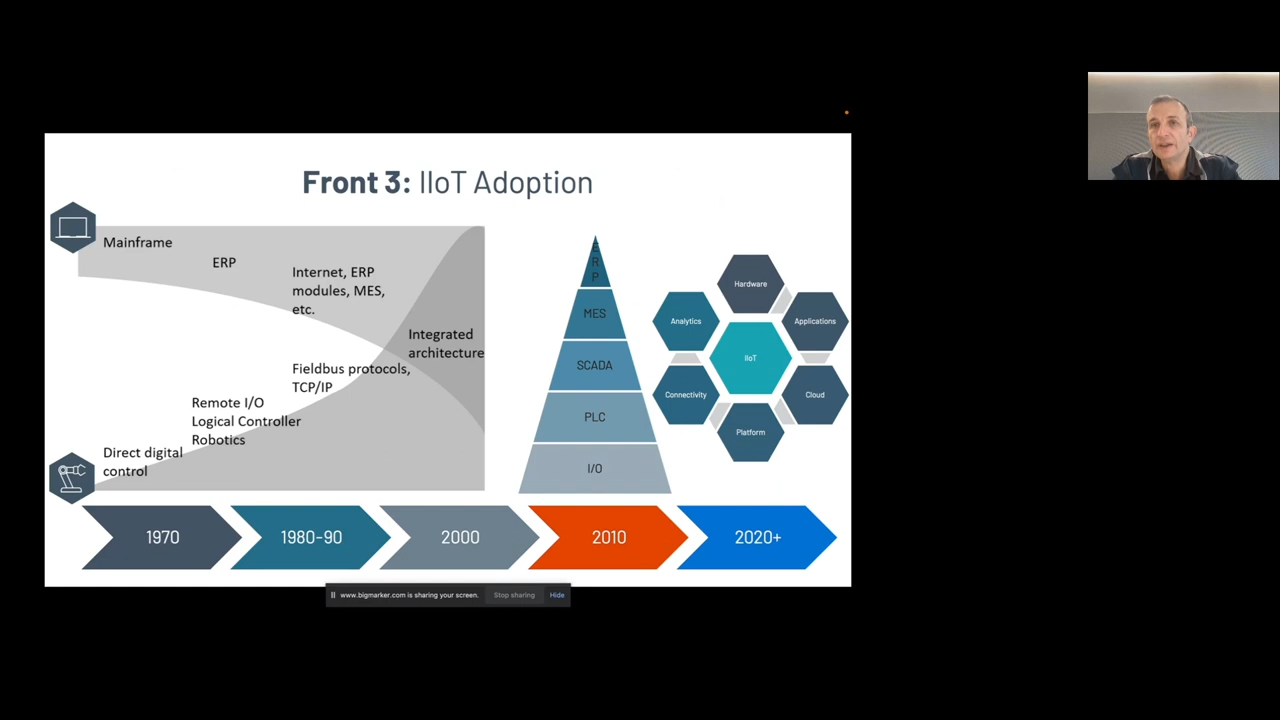 Front 3: IIoT Adoption
Mainframe
ERP
Internet, ERP
modules, MES,
etc.
Integrated
architecture
Fieldbus protocols,
TCP/IP
Remote I/O
Logical Controller
Robotics
Direct digital
control
E
R
P
MES
SCADA
PLC
I/O
Hardware
Analytics
Applications
IIoT
Connectivity
Cloud
Platform
1970
1980-90
2000
2010
2020+
www.bigmarker.com is sharing your screen.
Stop sharing
Hide